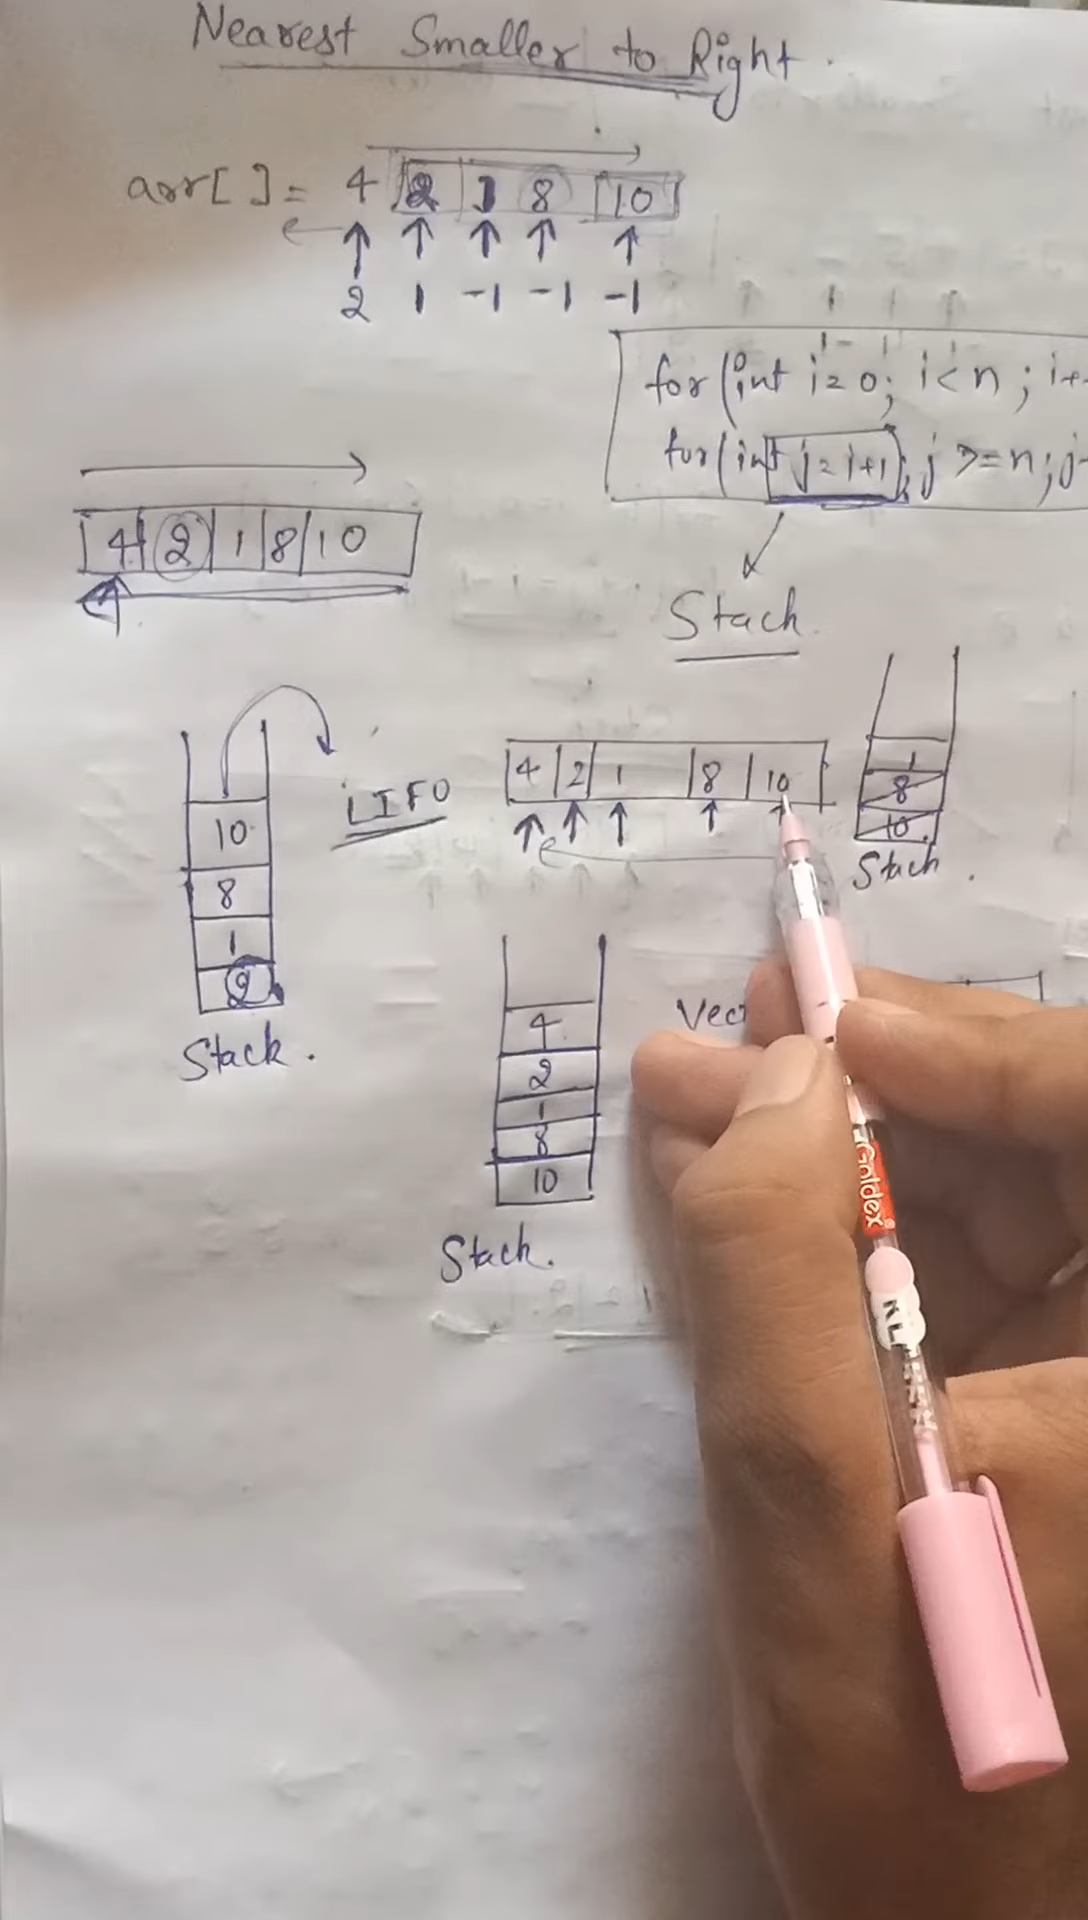 Nearest Smaller to Right.
arr[ ] = 4 2 1 8 10
2 1 -1 -1 -1
for(int i=0; i<n; i+
for(int j=i+1; j>=n; j-
4 2 1 8 10
Stack.
10
8
1
2
Stack.
LIFO
4 2 1 8 10
1
8
10
Stack.
4
2
1
8
10
Stack.
Vect
Goldex